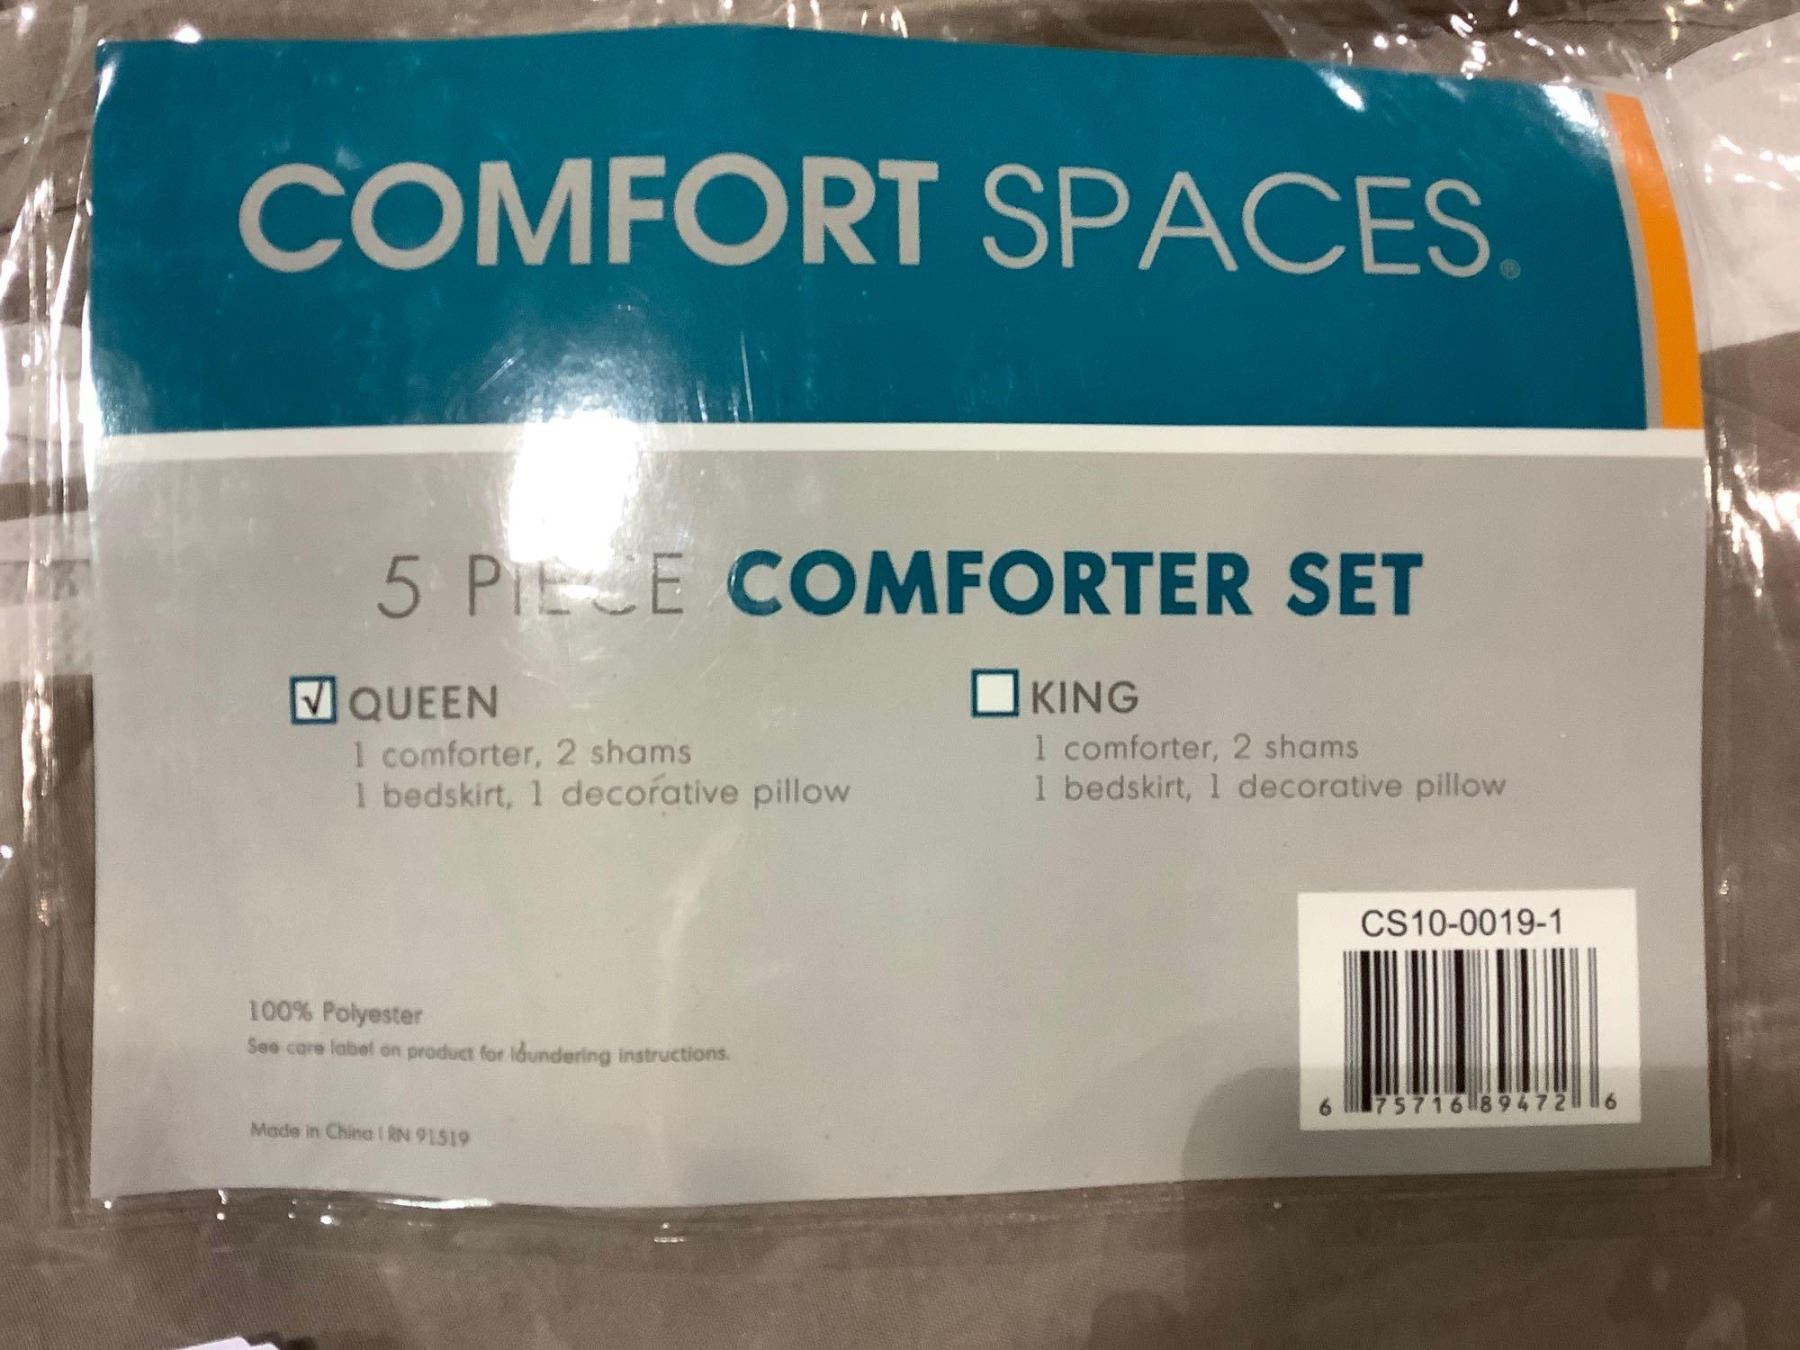 COMFORT SPACES®
5 PIECE COMFORTER SET
√ QUEEN
1 comforter, 2 shams
1 bedskirt, 1 decorative pillow
KING
1 comforter, 2 shams
1 bedskirt, 1 decorative pillow
100% Polyester
See care label on product for laundering instructions.
Made in China | RN 91519
CS10-0019-1
6 75716 89472 6